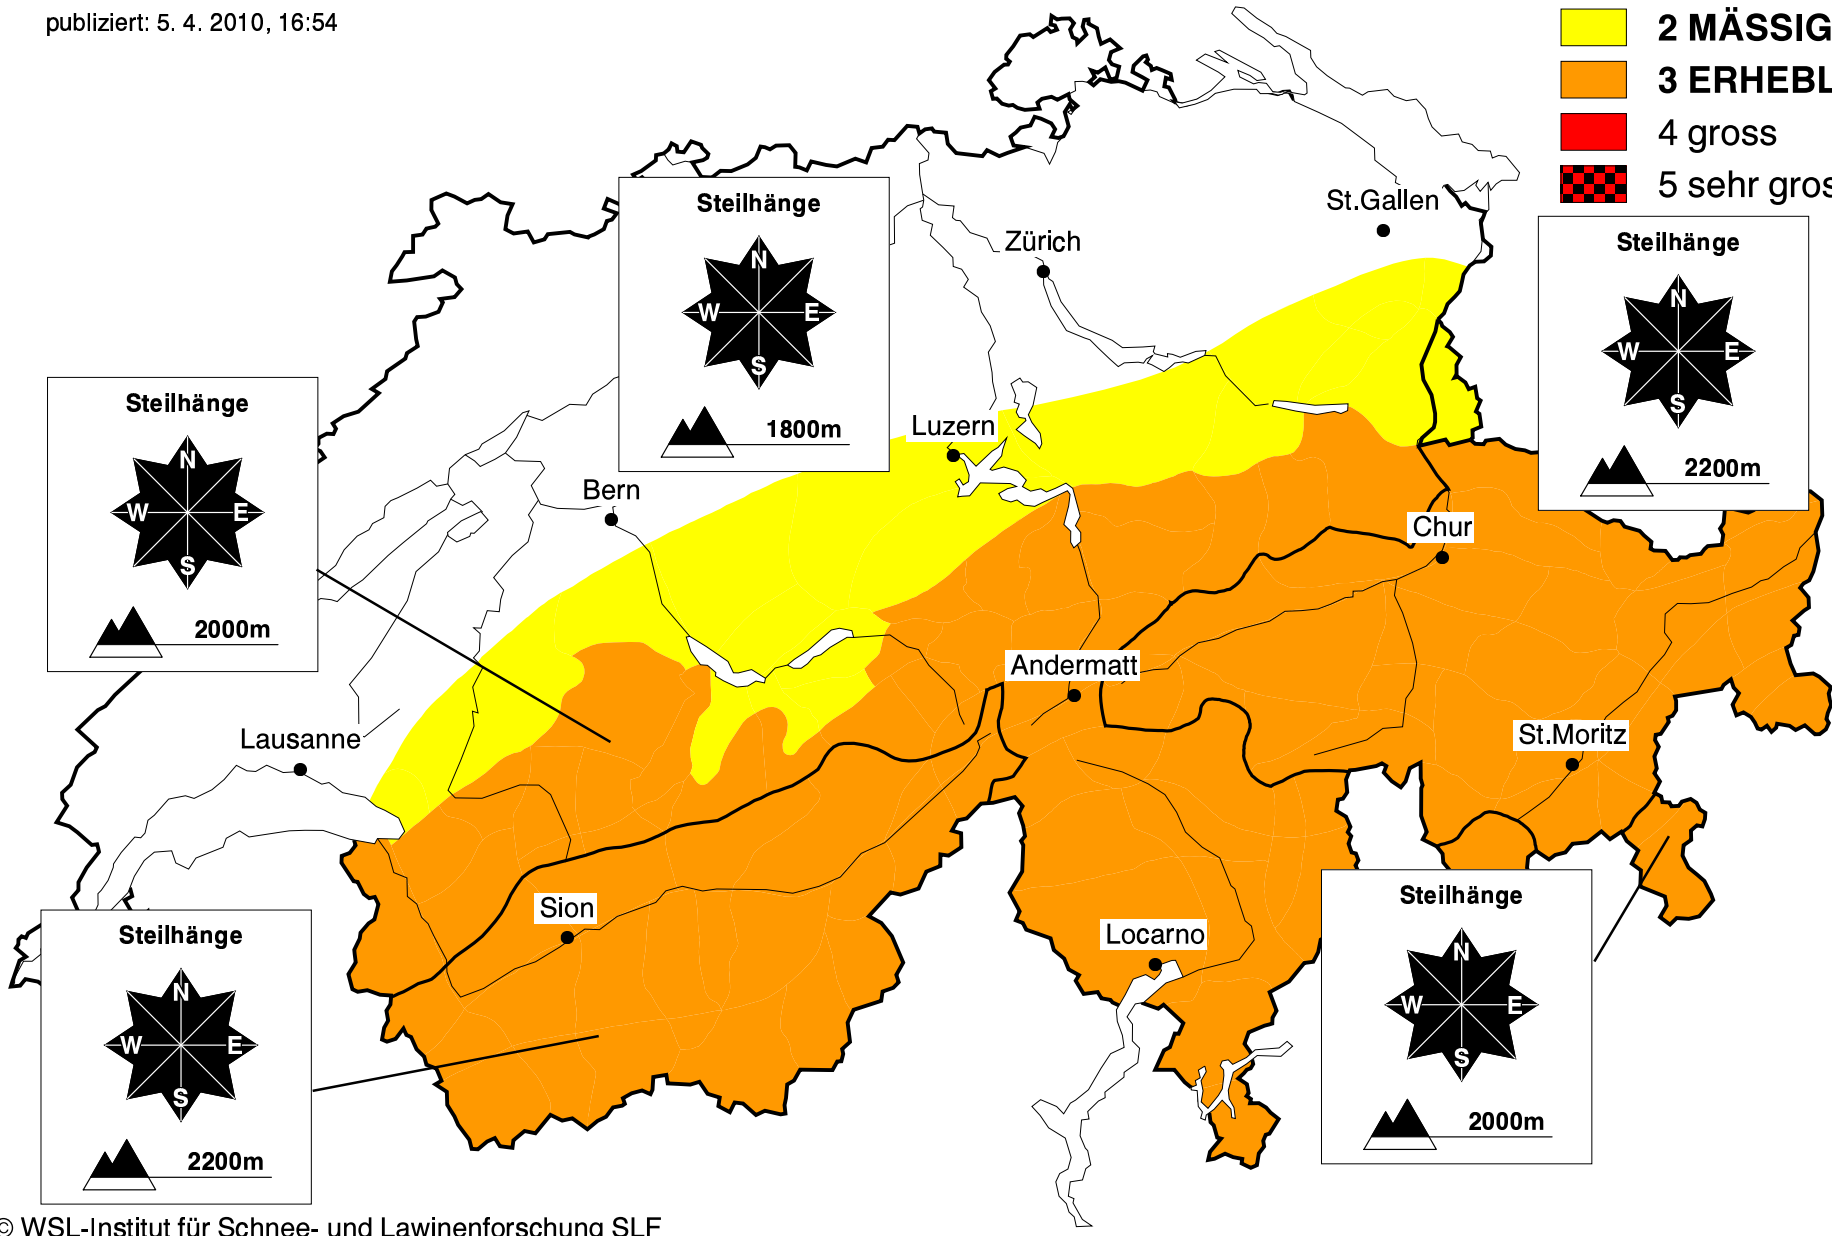 publiziert: 5. 4. 2010, 16:54
2 MÄSSIG
3 ERHEBL
4 gross
5 sehr gros
St.Gallen
Zürich
Steilhänge
N
W E
S
1800m
Steilhänge
N
W E
S
2200m
Steilhänge
N
W E
S
2000m
Luzern
Bern
Chur
Andermatt
St.Moritz
Lausanne
Sion
Locarno
Steilhänge
N
W E
S
2200m
Steilhänge
N
W E
S
2000m
© WSL-Institut für Schnee- und Lawinenforschung SLF